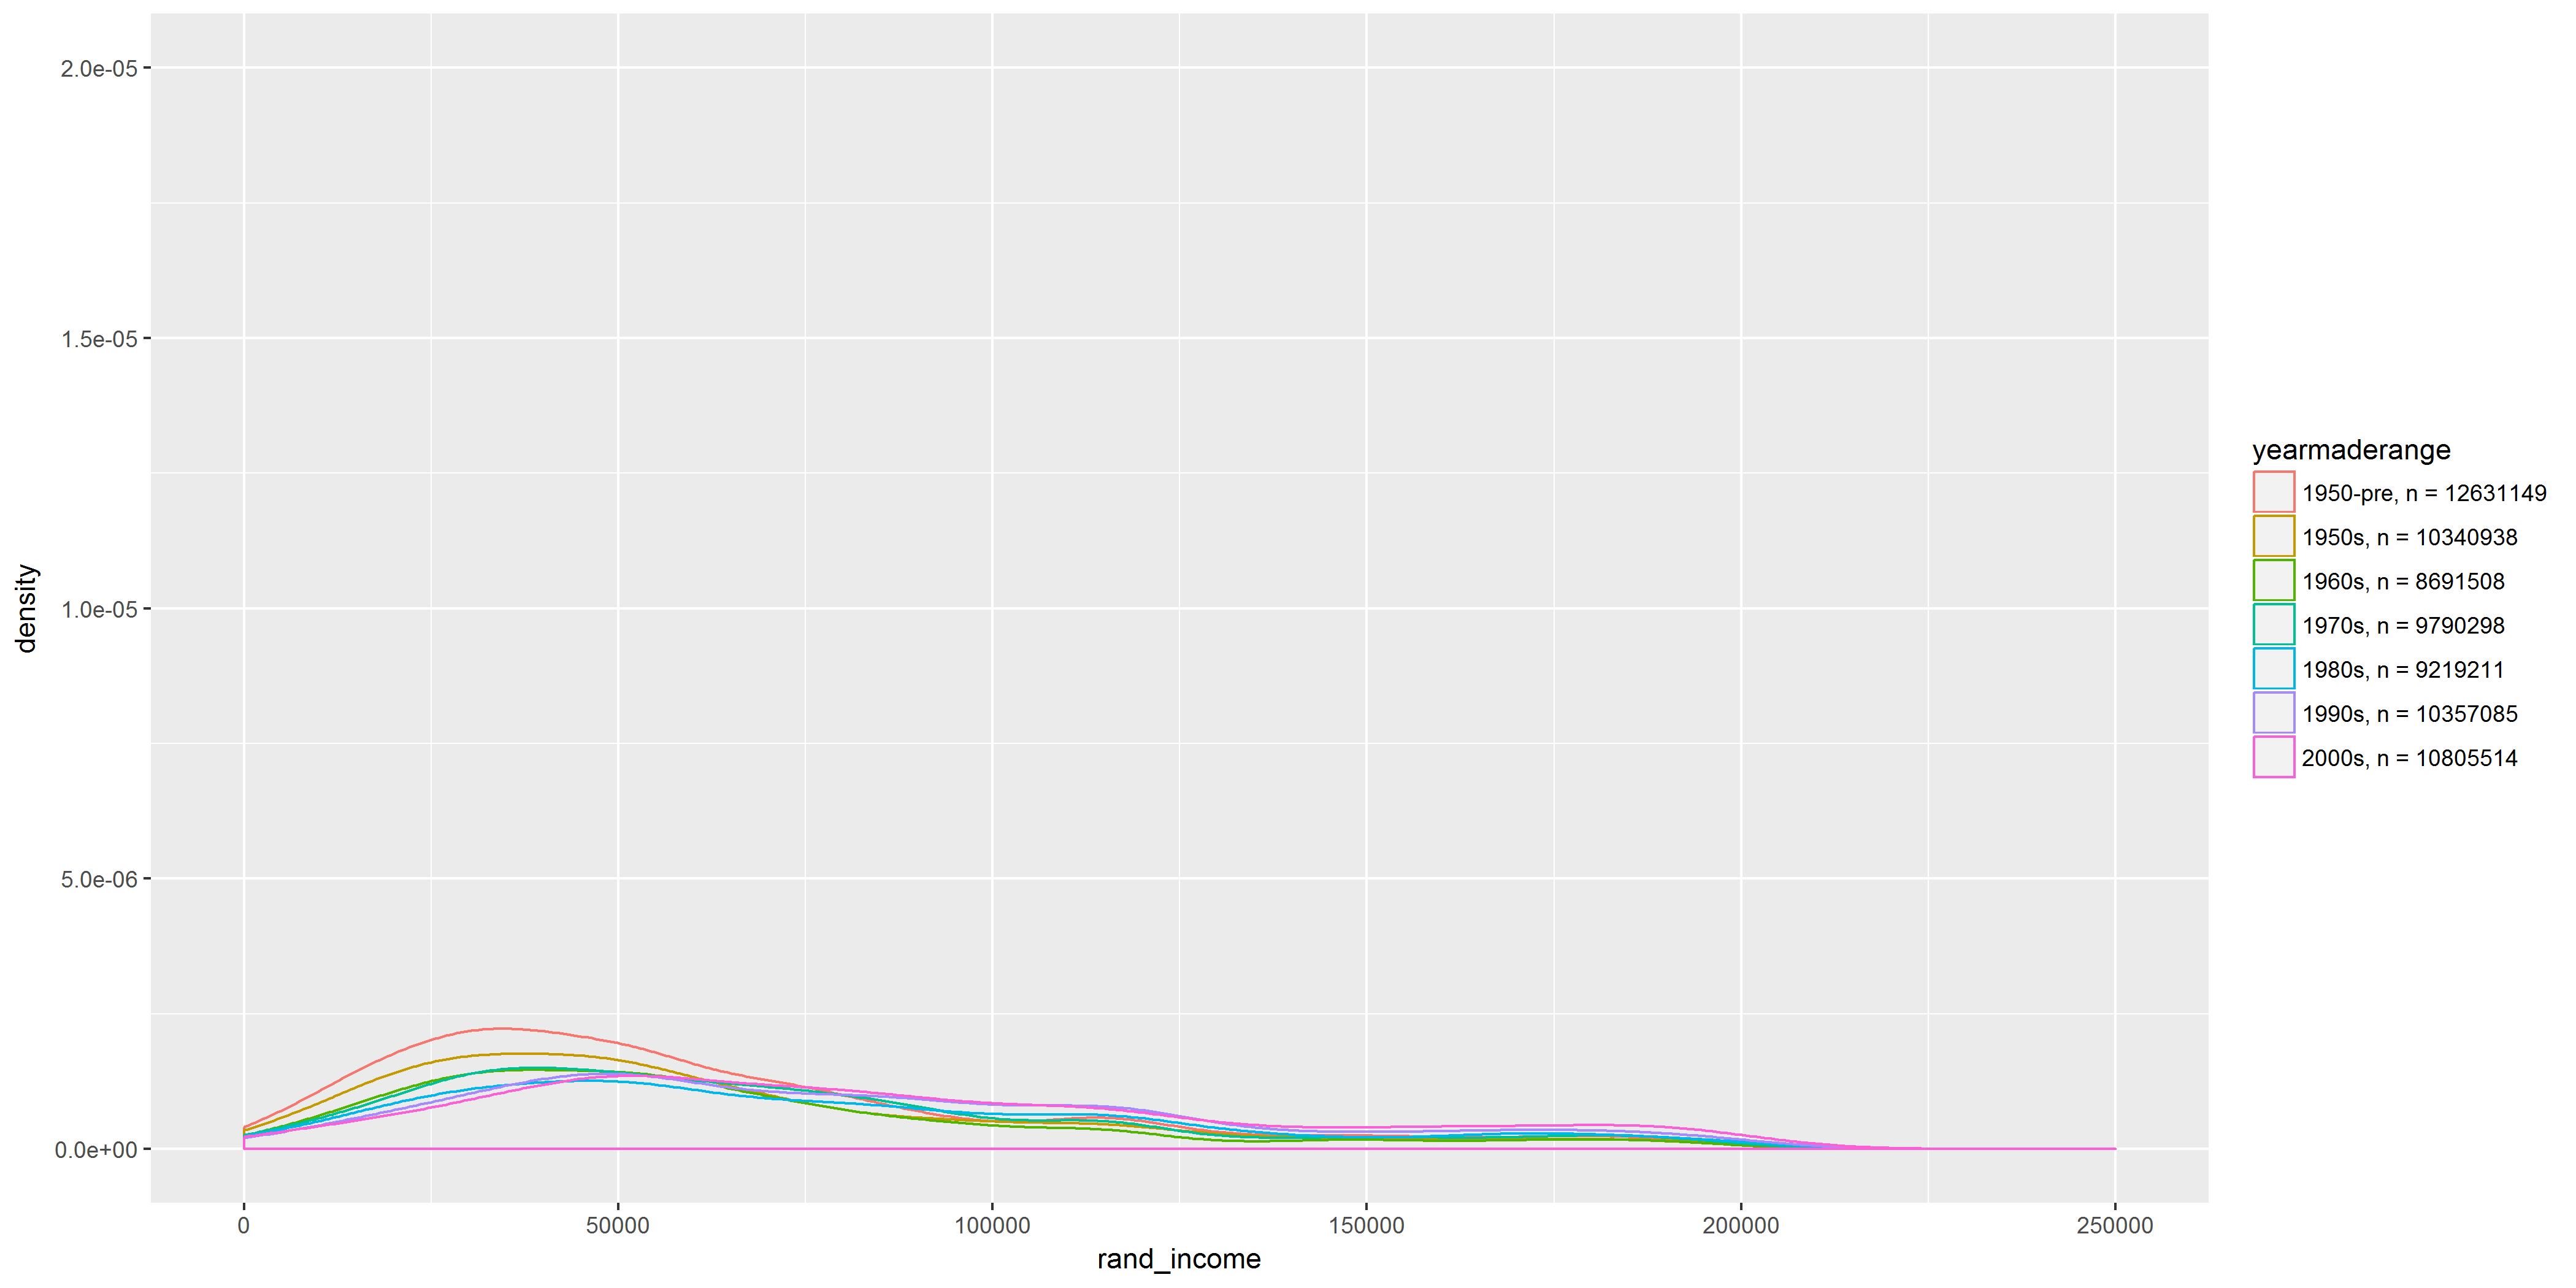 2.0e-05
1.5e-05
1.0e-05
5.0e-06
0.0e+00
density
0
50000
100000
150000
200000
250000
rand_income
yearmaderange
1950-pre, n = 12631149
1950s, n = 10340938
1960s, n = 8691508
1970s, n = 9790298
1980s, n = 9219211
1990s, n = 10357085
2000s, n = 10805514